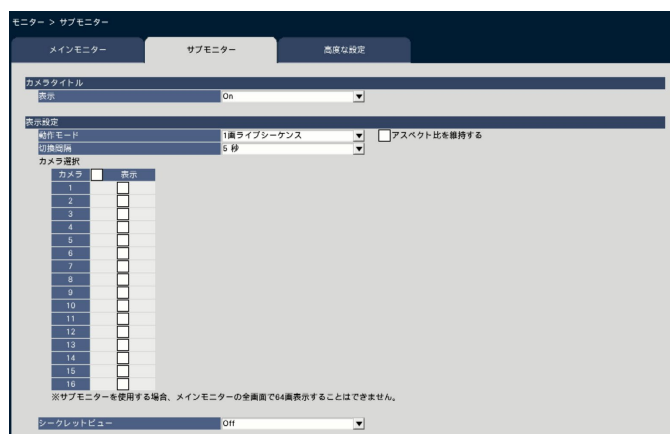 モニター > サブモニター
メインモニター サブモニター 高度な設定
カメラタイトル
表示 On
表示設定
動作モード 1画ライブシーケンス アスペクト比を維持する
切換間隔 5 秒
カメラ選択
カメラ 表示
1
2
3
4
5
6
7
8
9
10
11
12
13
14
15
16
※サブモニターを使用する場合、メインモニターの全画面で64画表示することはできません。
シークレットビュー Off